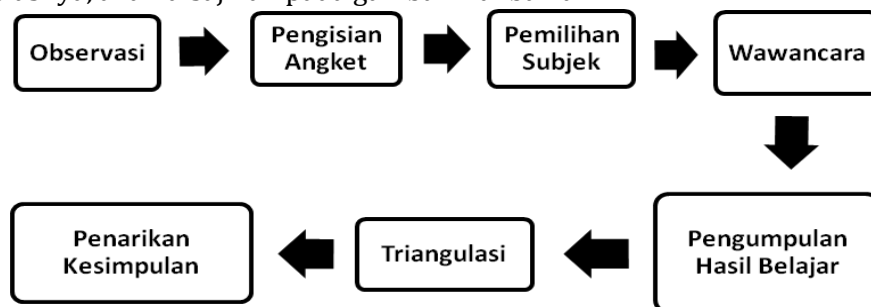 Observasi
Pengisian
Angket
Pemilihan
Subjek
Wawancara
Pengumpulan
Hasil Belajar
Triangulasi
Penarikan
Kesimpulan